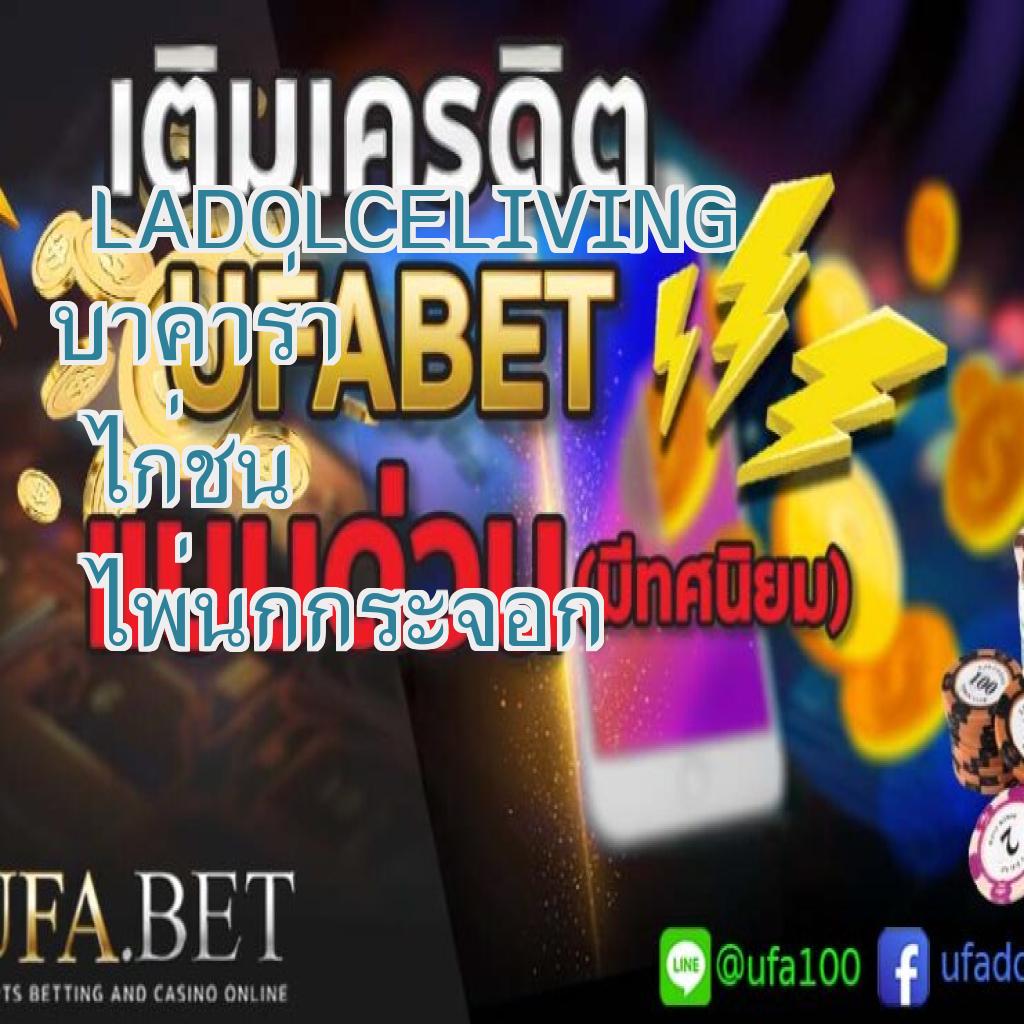 เติมเครดิต
LADOLCELIVING
บาคาร่า
UFABET
ไก่ชน
แบบด่วน (มีทศนิยม)
ไพ่นกกระจอก
100
UFA.BET
TS BETTING AND CASINO ONLINE
LINE @ufa100 f ufado